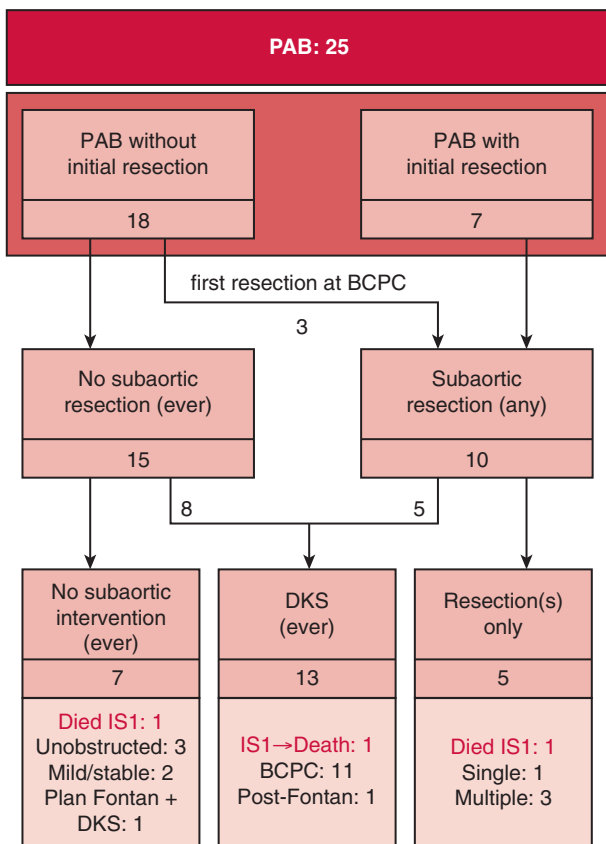 PAB: 25
PAB without
initial resection
18
PAB with
initial resection
7
first resection at BCPC
3
No subaortic
resection (ever)
15
Subaortic
resection (any)
10
8
5
No subaortic
intervention
(ever)
7
Died IS1: 1
Unobstructed: 3
Mild/stable: 2
Plan Fontan +
DKS: 1
DKS
(ever)
13
IS1→Death: 1
BCPC: 11
Post-Fontan: 1
Resection(s)
only
5
Died IS1: 1
Single: 1
Multiple: 3